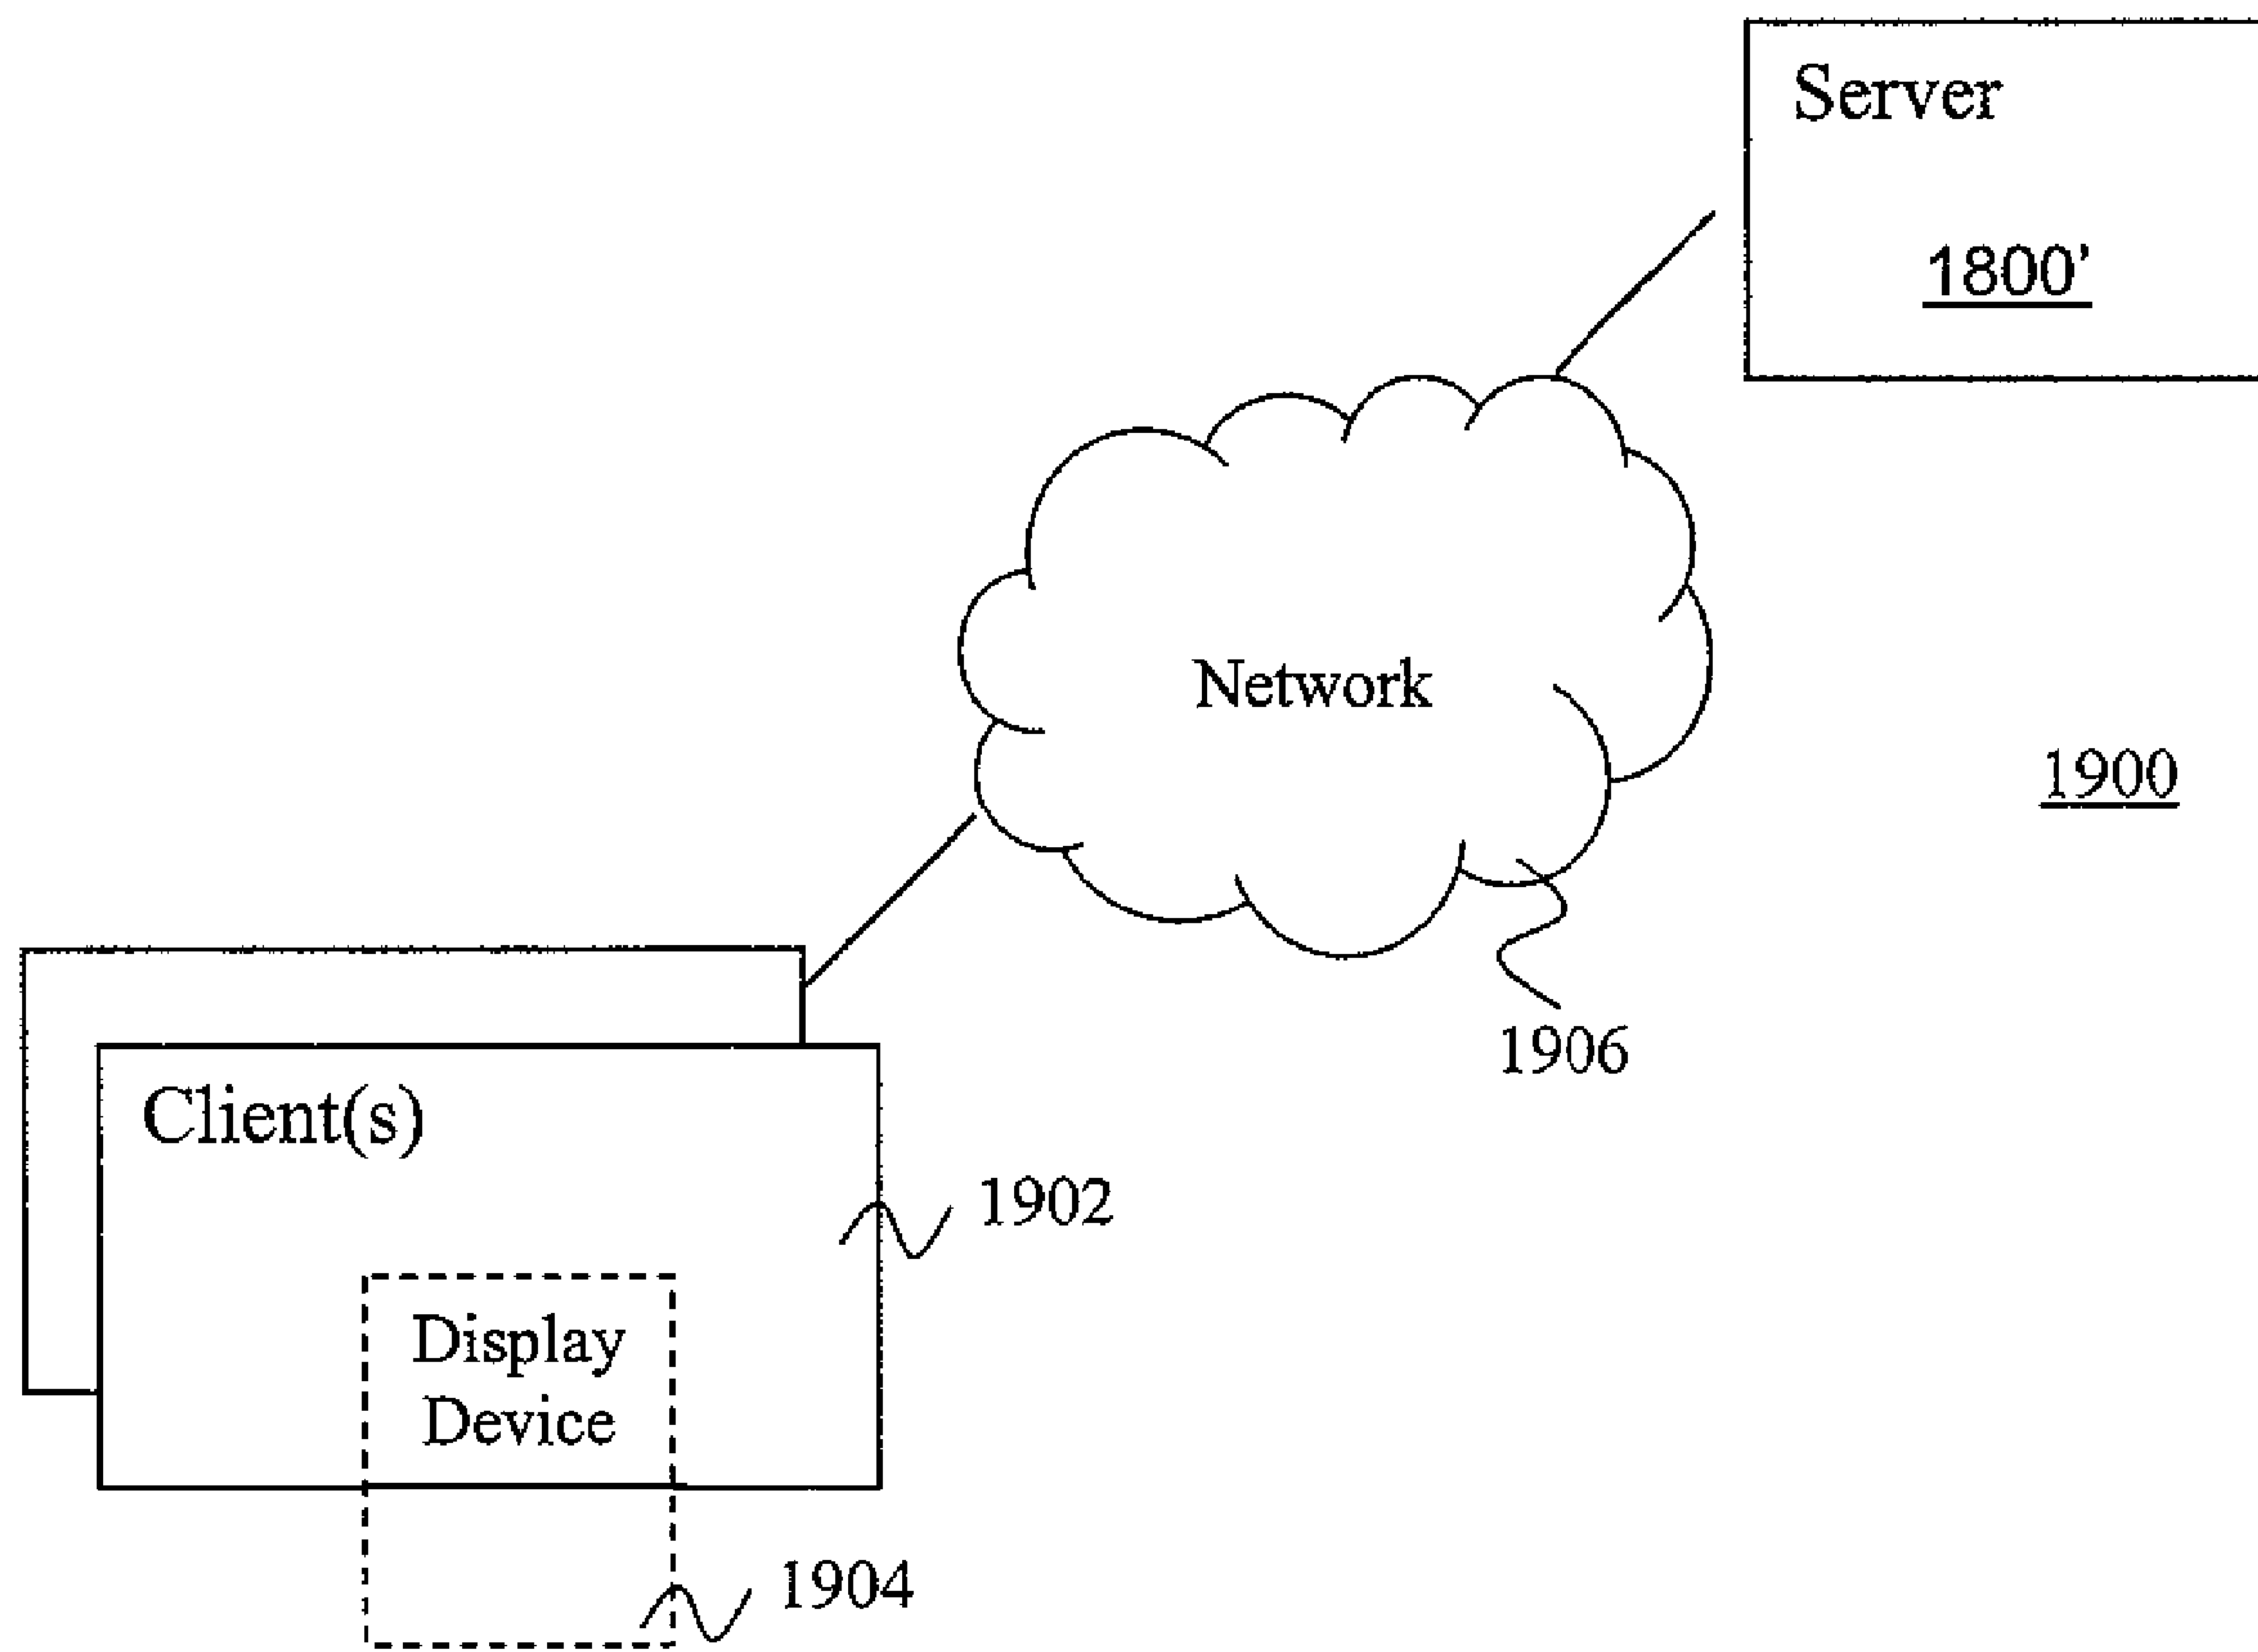 Server
1800'
Network
1900
1906
Client(s)
1902
Display
Device
1904